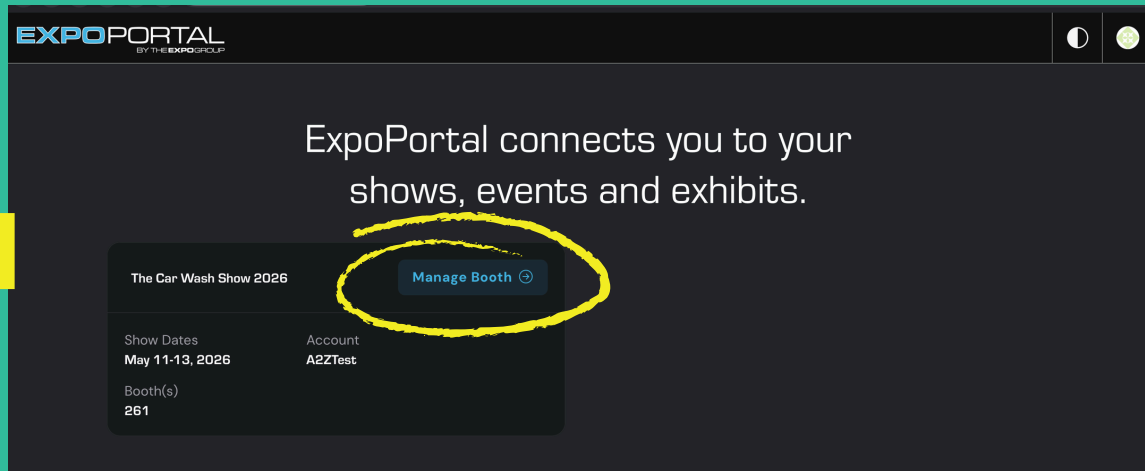 EXPOPORTAL
BY THE EXPO GROUP
ExpoPortal connects you to your
shows, events and exhibits.
The Car Wash Show 2026
Manage Booth
Show Dates
Account
May 11-13, 2026
A2ZTest
Booth(s)
261